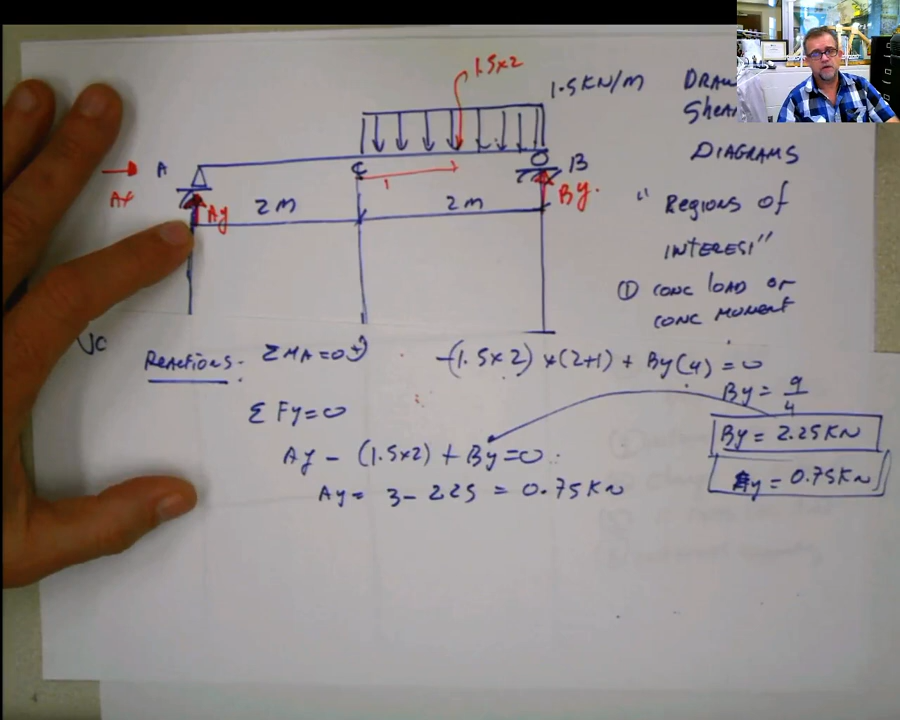 1.5x2
1.5KN/M
A
Ax
Ay
2M
C
1
2M
B
By.
DIAGRAMS
"Regions of
INTEREST"
① CONC LOAD or
CONC MOMENT
Reactions. ΣMA=0
-(1.5x2)x(2+1) + By(4) = 0
By = 9/4
By = 2.25KN
Ay = 0.75KN
ΣFy=0
Ay - (1.5x2) + By=0
Ay = 3 - 2.25 = 0.75KN